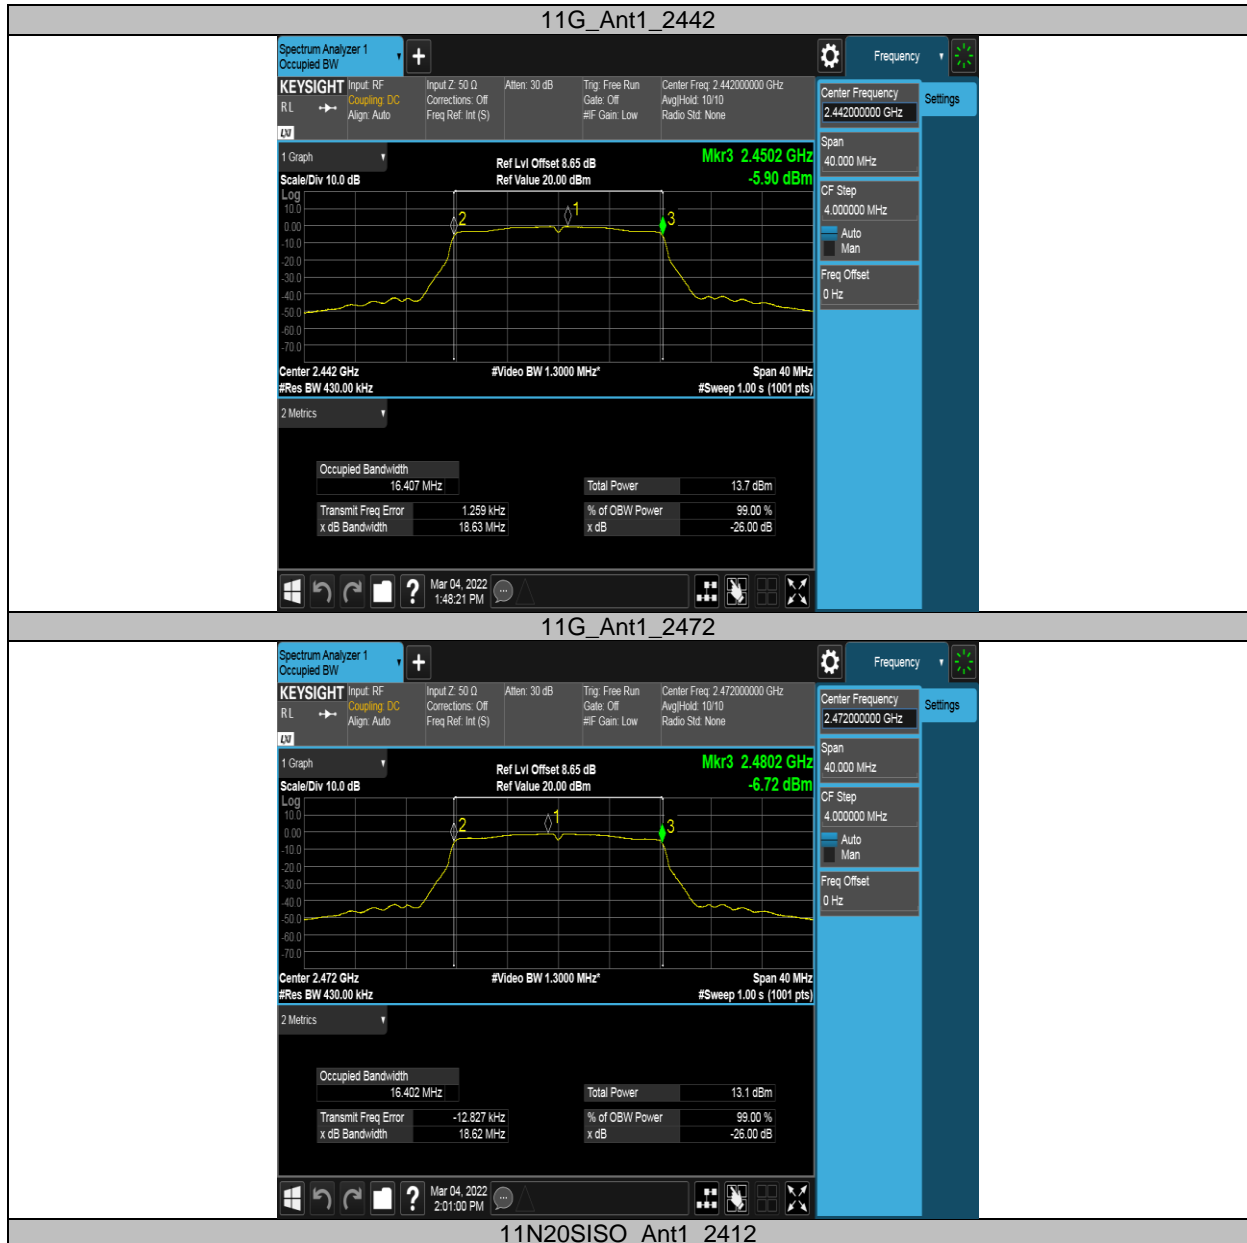 11G_Ant1_2442
Spectrum Analyzer 1
Occupied BW
+
Frequency
KEYSIGHT
RL
LXI
Input: RF
Coupling: DC
Align: Auto
Input Z: 50 Ω
Corrections: Off
Freq Ref: Int (S)
Atten: 30 dB
Trig: Free Run
Gate: Off
#IF Gain: Low
Center Freq: 2.442000000 GHz
Avg|Hold: 10/10
Radio Std: None
Center Frequency
2.442000000 GHz
Settings
Span
40.000 MHz
CF Step
4.000000 MHz
Auto
Man
Freq Offset
0 Hz
1 Graph
Scale/Div 10.0 dB
Ref Lvl Offset 8.65 dB
Ref Value 20.00 dBm
Mkr3 2.4502 GHz
-5.90 dBm
Log
10.0
0.00
-10.0
-20.0
-30.0
-40.0
-50.0
-60.0
-70.0
2
1
3
Center 2.442 GHz
#Video BW 1.3000 MHz*
Span 40 MHz
#Res BW 430.00 kHz
#Sweep 1.00 s (1001 pts)
2 Metrics
Occupied Bandwidth
16.407 MHz
Total Power 13.7 dBm
Transmit Freq Error 1.259 kHz
% of OBW Power 99.00 %
x dB Bandwidth 18.63 MHz
x dB -26.00 dB
?
Mar 04, 2022
1:48:21 PM
11G_Ant1_2472
Spectrum Analyzer 1
Occupied BW
+
Frequency
KEYSIGHT
RL
LXI
Input: RF
Coupling: DC
Align: Auto
Input Z: 50 Ω
Corrections: Off
Freq Ref: Int (S)
Atten: 30 dB
Trig: Free Run
Gate: Off
#IF Gain: Low
Center Freq: 2.472000000 GHz
Avg|Hold: 10/10
Radio Std: None
Center Frequency
2.472000000 GHz
Settings
Span
40.000 MHz
CF Step
4.000000 MHz
Auto
Man
Freq Offset
0 Hz
1 Graph
Scale/Div 10.0 dB
Ref Lvl Offset 8.65 dB
Ref Value 20.00 dBm
Mkr3 2.4802 GHz
-6.72 dBm
Log
10.0
0.00
-10.0
-20.0
-30.0
-40.0
-50.0
-60.0
-70.0
2
1
3
Center 2.472 GHz
#Video BW 1.3000 MHz*
Span 40 MHz
#Res BW 430.00 kHz
#Sweep 1.00 s (1001 pts)
2 Metrics
Occupied Bandwidth
16.402 MHz
Total Power 13.1 dBm
Transmit Freq Error -12.827 kHz
% of OBW Power 99.00 %
x dB Bandwidth 18.62 MHz
x dB -26.00 dB
?
Mar 04, 2022
2:01:00 PM
11N20SISO_Ant1_2412